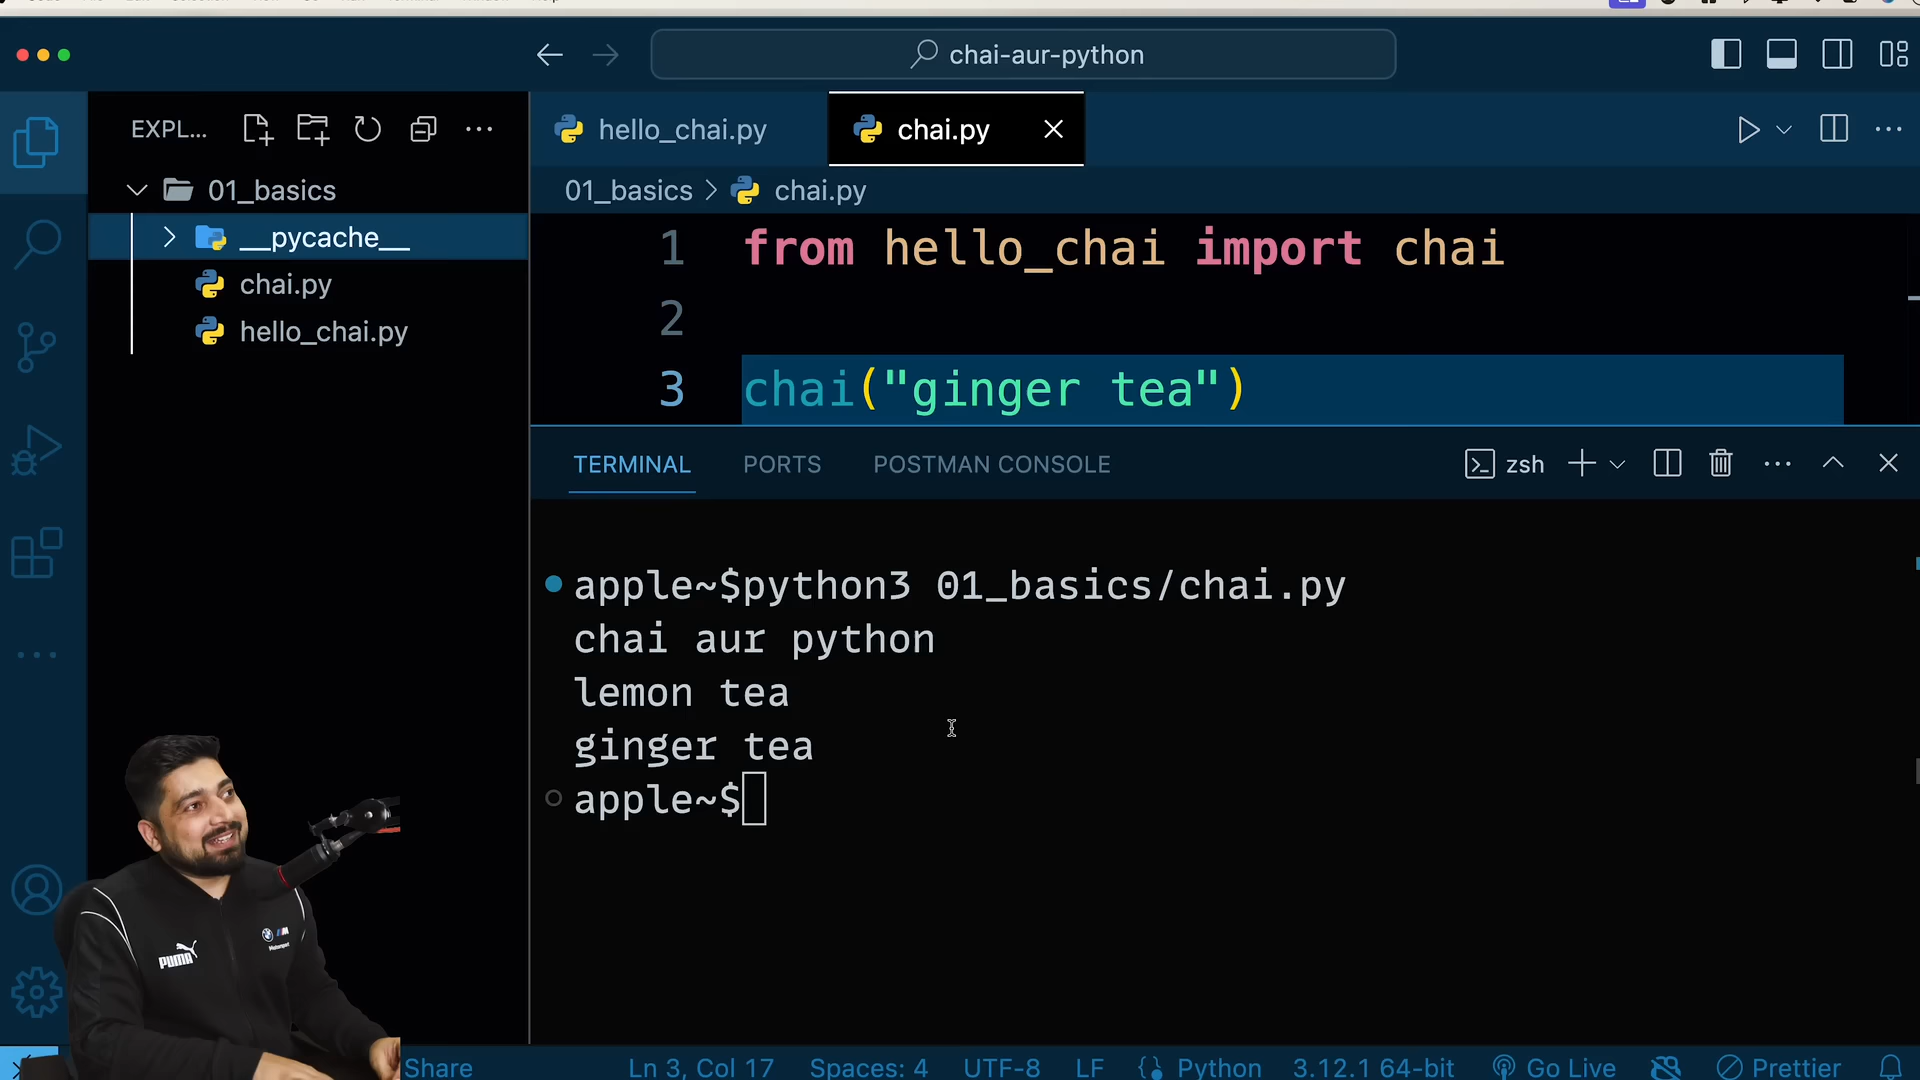 chai-aur-python
EXPL...
hello_chai.py
chai.py
01_basics
01_basics > chai.py
__pycache__
chai.py
hello_chai.py
1 from hello_chai import chai
2
3 chai("ginger tea")
TERMINAL
PORTS
POSTMAN CONSOLE
zsh
apple~$python3 01_basics/chai.py
chai aur python
lemon tea
ginger tea
apple~$
PUMA
Share
Ln 3, Col 17
Spaces: 4
UTF-8
LF
Python
3.12.1 64-bit
Go Live
Prettier